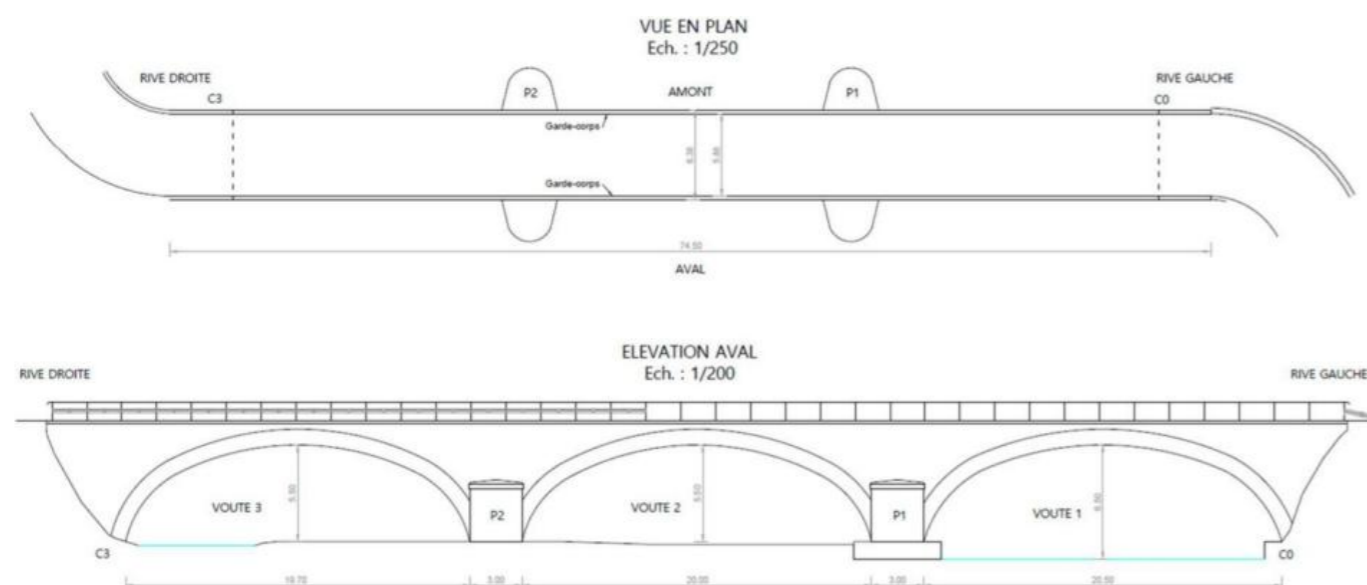 VUE EN PLAN
Ech. : 1/250
RIVE DROITE
RIVE GAUCHE
C3
P2
AMONT
P1
C0
Garde-corps
Garde-corps
74.50
AVAL
ELEVATION AVAL
Ech. : 1/200
RIVE DROITE
RIVE GAUCHE
5.50
5.50
6.50
VOUTE 3
P2
VOUTE 2
P1
VOUTE 1
C3
C0
19.70
3.00
20.00
3.00
20.50